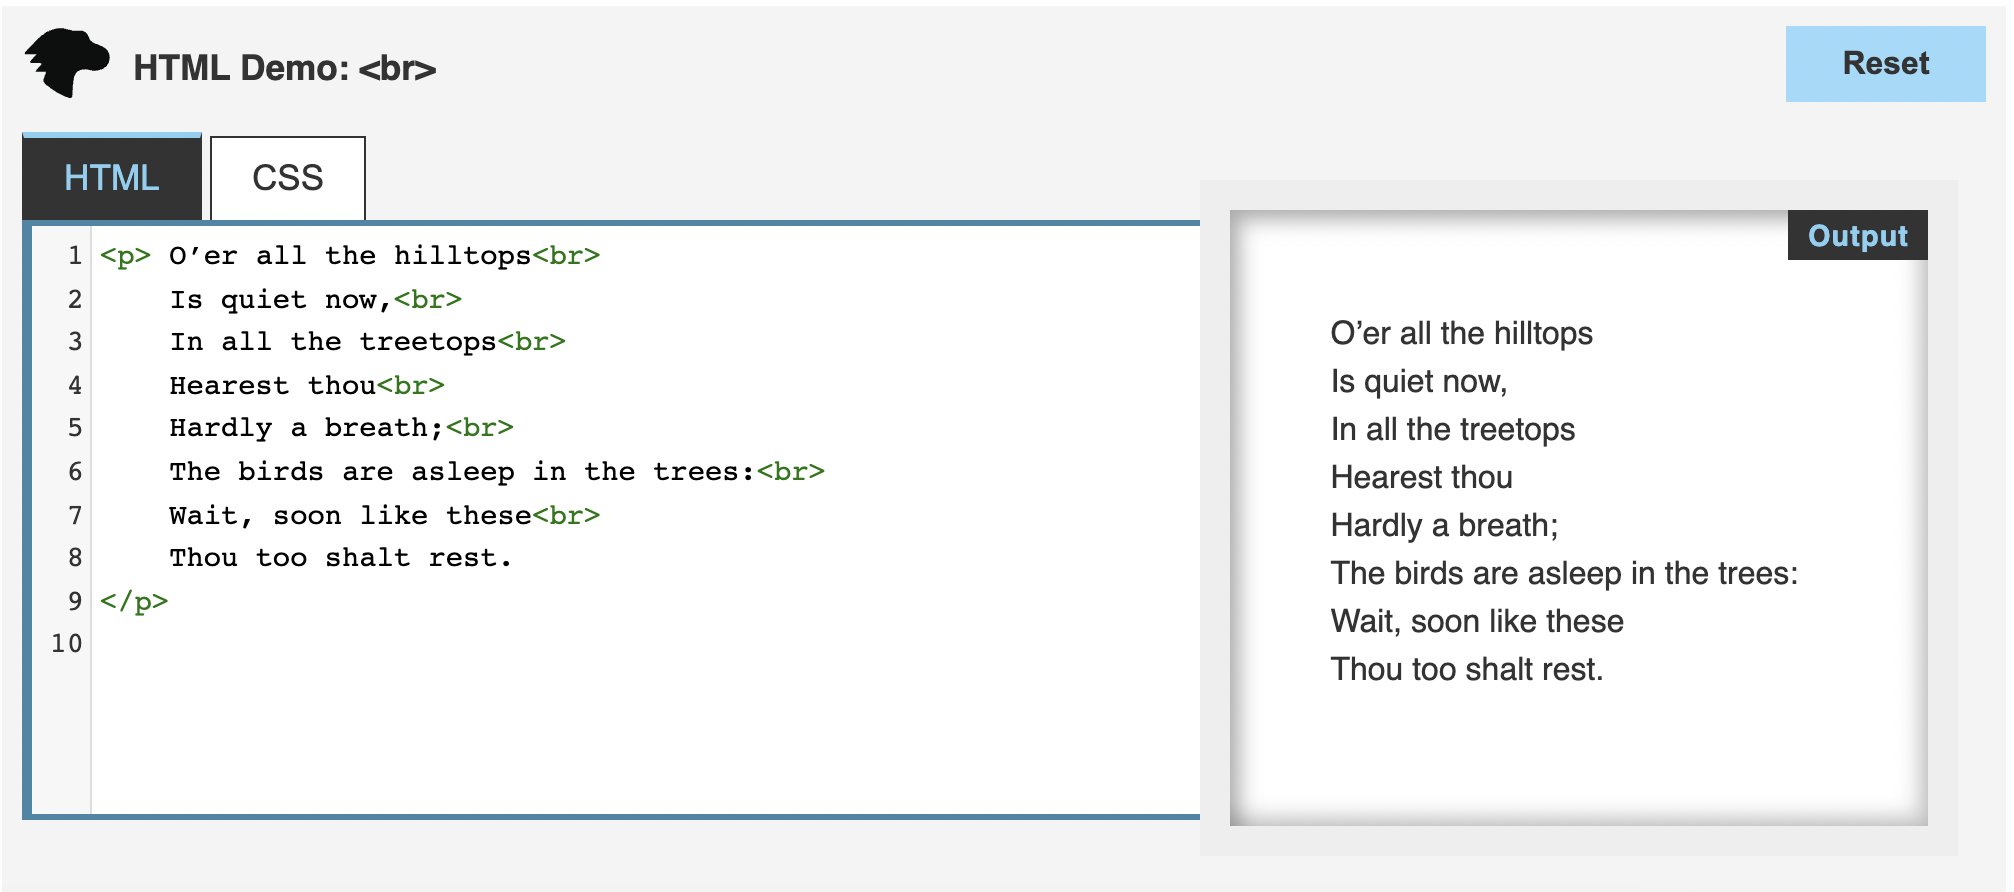 HTML Demo: <br>
Reset
HTML
CSS
1 <p> O’er all the hilltops<br>
2 Is quiet now,<br>
3 In all the treetops<br>
4 Hearest thou<br>
5 Hardly a breath;<br>
6 The birds are asleep in the trees:<br>
7 Wait, soon like these<br>
8 Thou too shalt rest.
9 </p>
10
Output
O’er all the hilltops
Is quiet now,
In all the treetops
Hearest thou
Hardly a breath;
The birds are asleep in the trees:
Wait, soon like these
Thou too shalt rest.